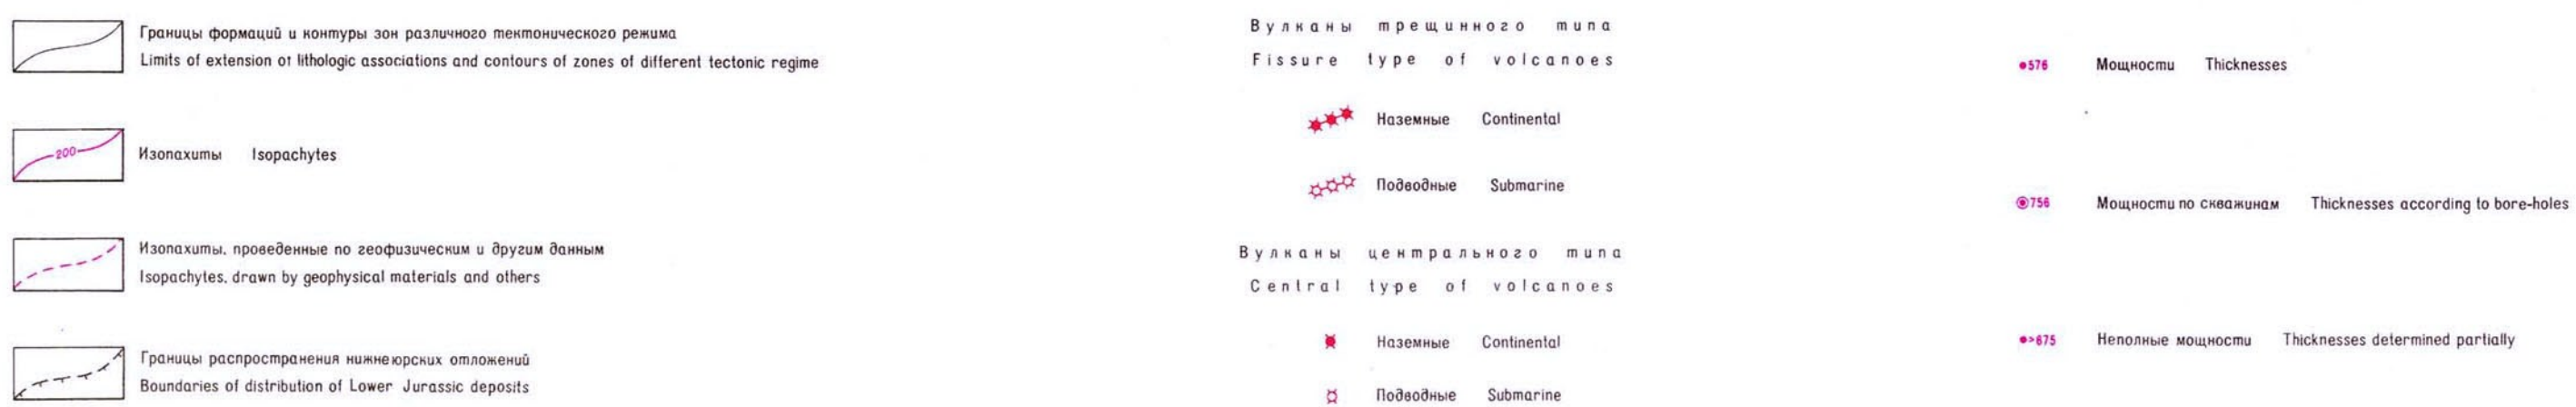 Границы формаций и контуры зон различного тектонического режима
Limits of extension of lithologic associations and contours of zones of different tectonic regime
200
Изопахиты Isopachytes
Изопахиты, проведенные по геофизическим и другим данным
Isopachytes, drawn by geophysical materials and others
Границы распространения нижнеюрских отложений
Boundaries of distribution of Lower Jurassic deposits
Вулканы трещинного типа
Fissure type of volcanoes
Наземные Continental
Подводные Submarine
Вулканы центрального типа
Central type of volcanoes
Наземные Continental
Подводные Submarine
576 Мощности Thicknesses
756 Мощности по скважинам Thicknesses according to bore-holes
>675 Неполные мощности Thicknesses determined partially